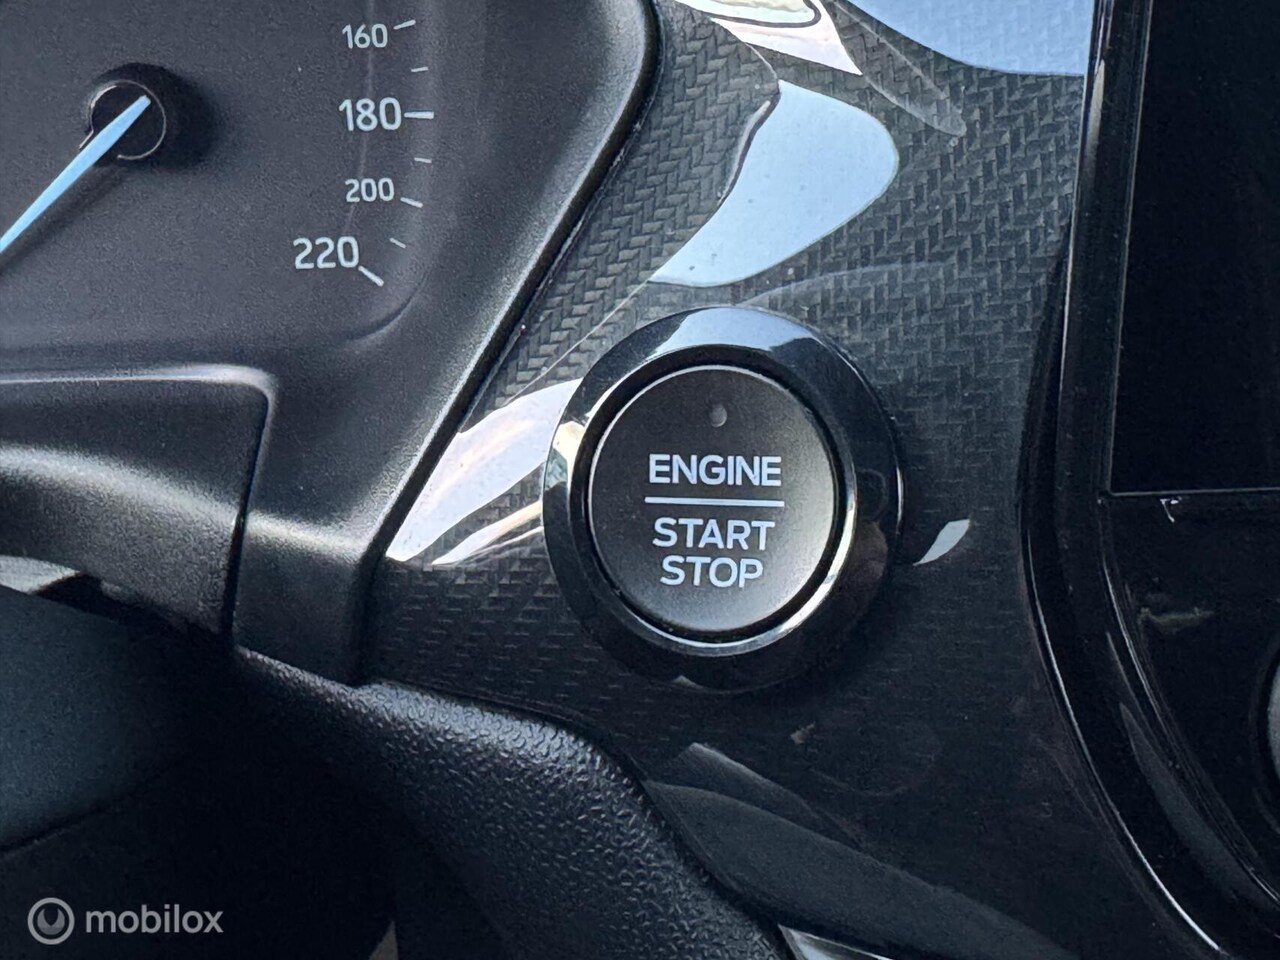 160
180
200
220
ENGINE
START
STOP
mobilox